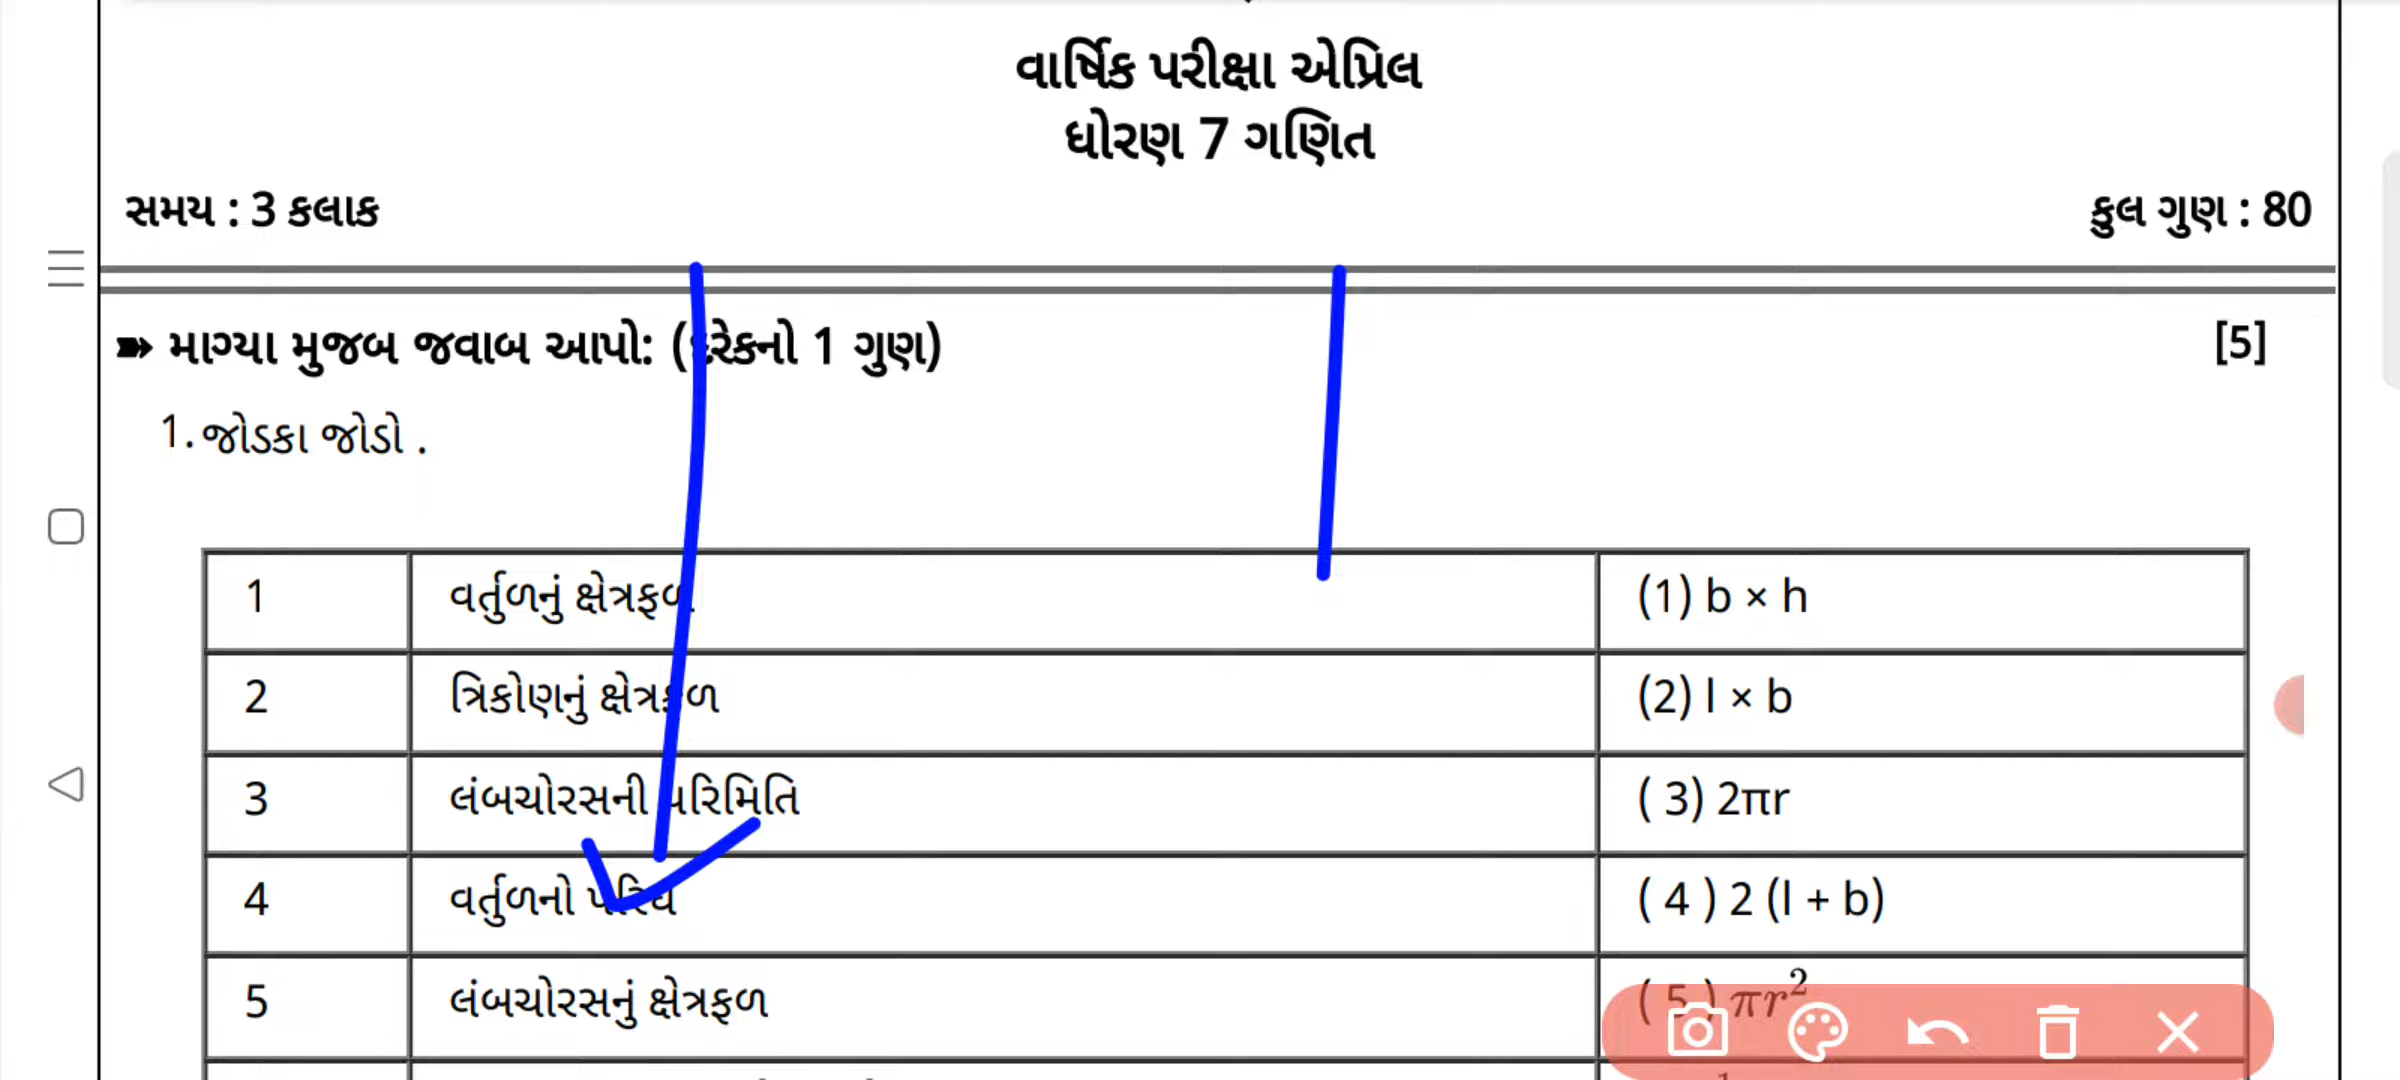 વાર્ષિક પરીક્ષા એપ્રિલ
ધોરણ 7 ગણિત
સમય : 3 કલાક
કુલ ગુણ : 80
➽ માગ્યા મુજબ જવાબ આપો: (દરેકનો 1 ગુણ)
[5]
1. જોડકા જોડો .
1 વર્તુળનું ક્ષેત્રફળ (1) b × h
2 ત્રિકોણનું ક્ષેત્રફળ (2) l × b
3 લંબચોરસની પરિમિતિ ( 3) 2πr
4 વર્તુળનો પરિઘ ( 4 ) 2 (l + b)
5 લંબચોરસનું ક્ષેત્રફળ ( 5 ) πr²